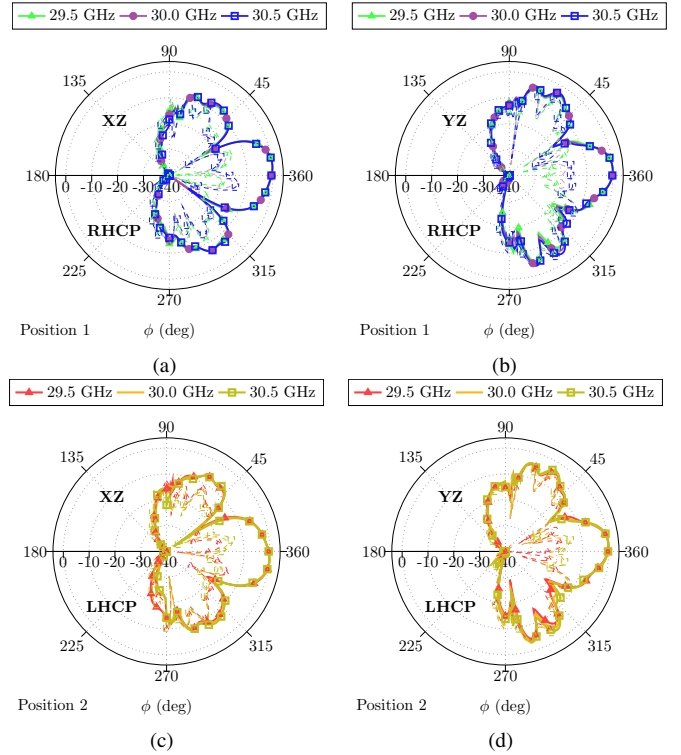 29.5 GHz 30.0 GHz 30.5 GHz
29.5 GHz 30.0 GHz 30.5 GHz
90
90
135
45
135
45
XZ
YZ
180
360
180
360
0 -10 -20 -30 -40
0 -10 -20 -30 -40
RHCP
RHCP
225
315
225
315
270
270
Position 1 ϕ (deg)
Position 1 ϕ (deg)
(a)
(b)
29.5 GHz 30.0 GHz 30.5 GHz
29.5 GHz 30.0 GHz 30.5 GHz
90
90
135
45
135
45
XZ
YZ
180
360
180
360
0 -10 -20 -30 -40
0 -10 -20 -30 -40
LHCP
LHCP
225
315
225
315
270
270
Position 2 ϕ (deg)
Position 2 ϕ (deg)
(c)
(d)